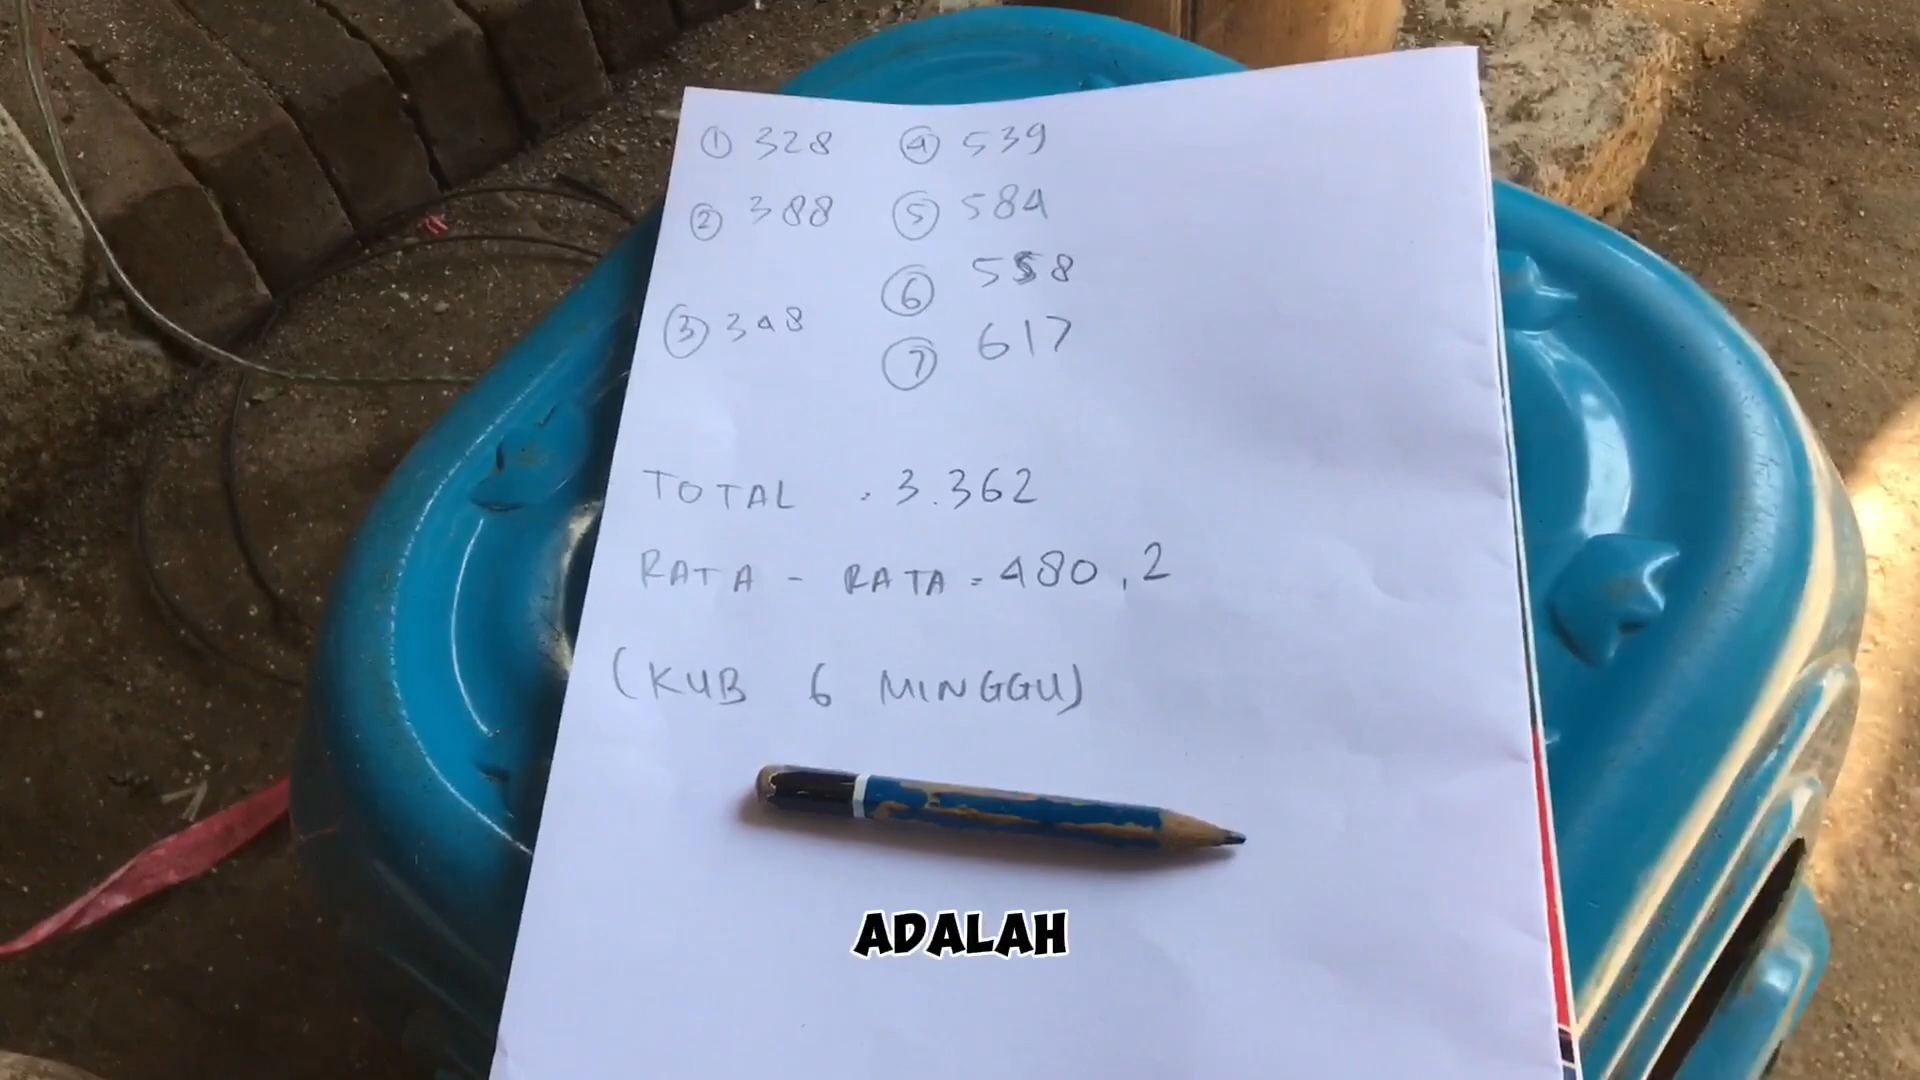 ① 328 ④ 539
② 388 ⑤ 584
③ 348 ⑥ 558
⑦ 617
TOTAL : 3.362
RATA - RATA = 480,2
(KUB 6 MINGGU)
ADALAH